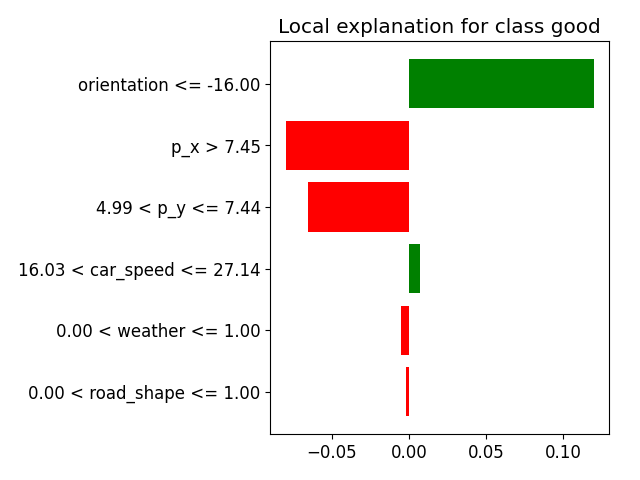 Local explanation for class good
orientation <= -16.00
p_x > 7.45
4.99 < p_y <= 7.44
16.03 < car_speed <= 27.14
0.00 < weather <= 1.00
0.00 < road_shape <= 1.00
−0.05 0.00 0.05 0.10